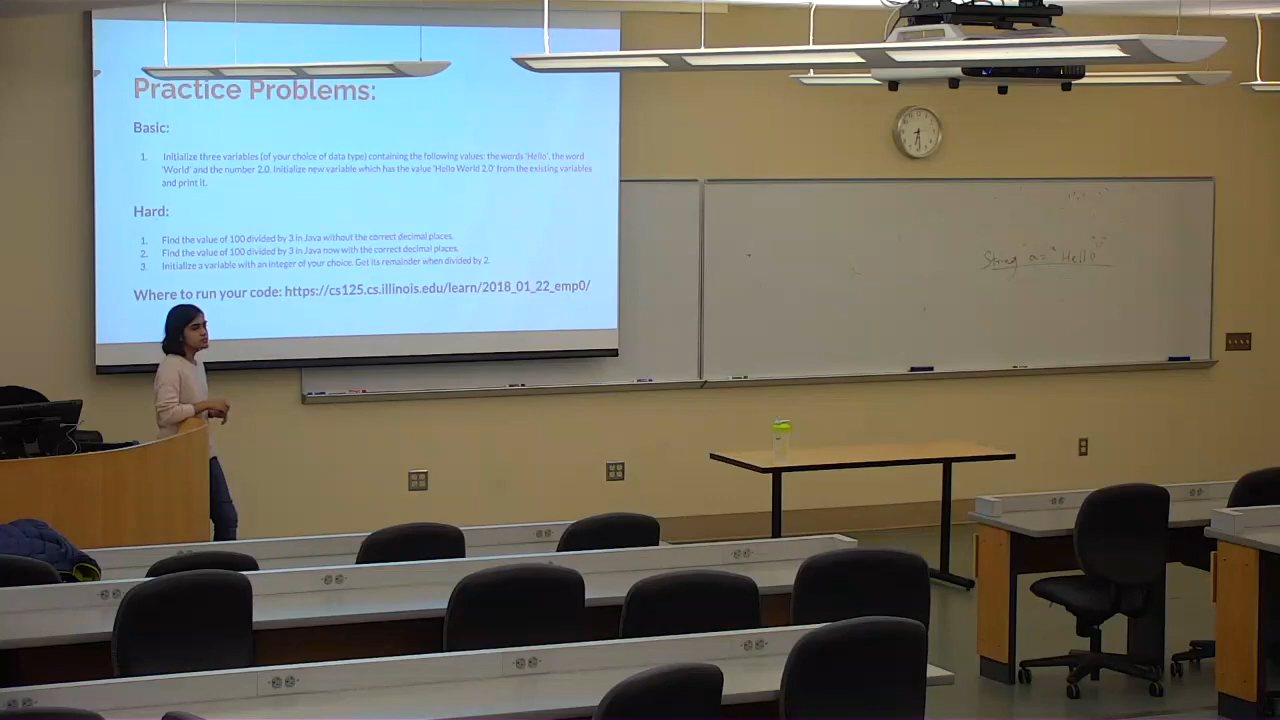 Practice Problems:
Basic:
1. Initialize three variables (of your choice of data type) containing the following values: the words 'Hello', the word
'World' and the number 2.0. Initialize new variable which has the value 'Hello World 2.0' from the existing variables
and print it.
Hard:
1. Find the value of 100 divided by 3 in Java without the correct decimal places.
2. Find the value of 100 divided by 3 in Java now with the correct decimal places.
3. Initialize a variable with an integer of your choice. Get its remainder when divided by 2.
Where to run your code: https://cs125.cs.illinois.edu/learn/2018_01_22_emp0/
String a = "Hello"